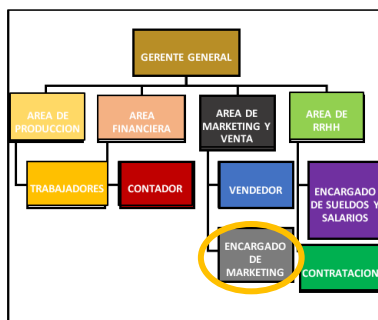 GERENTE GENERAL
AREA DE
PRODUCCION
AREA
FINANCIERA
AREA DE
MARKETING Y
VENTA
AREA DE
RRHH
TRABAJADORES
CONTADOR
VENDEDOR
ENCARGADO
DE SUELDOS Y
SALARIOS
ENCARGADO
DE
MARKETING
CONTRATACION